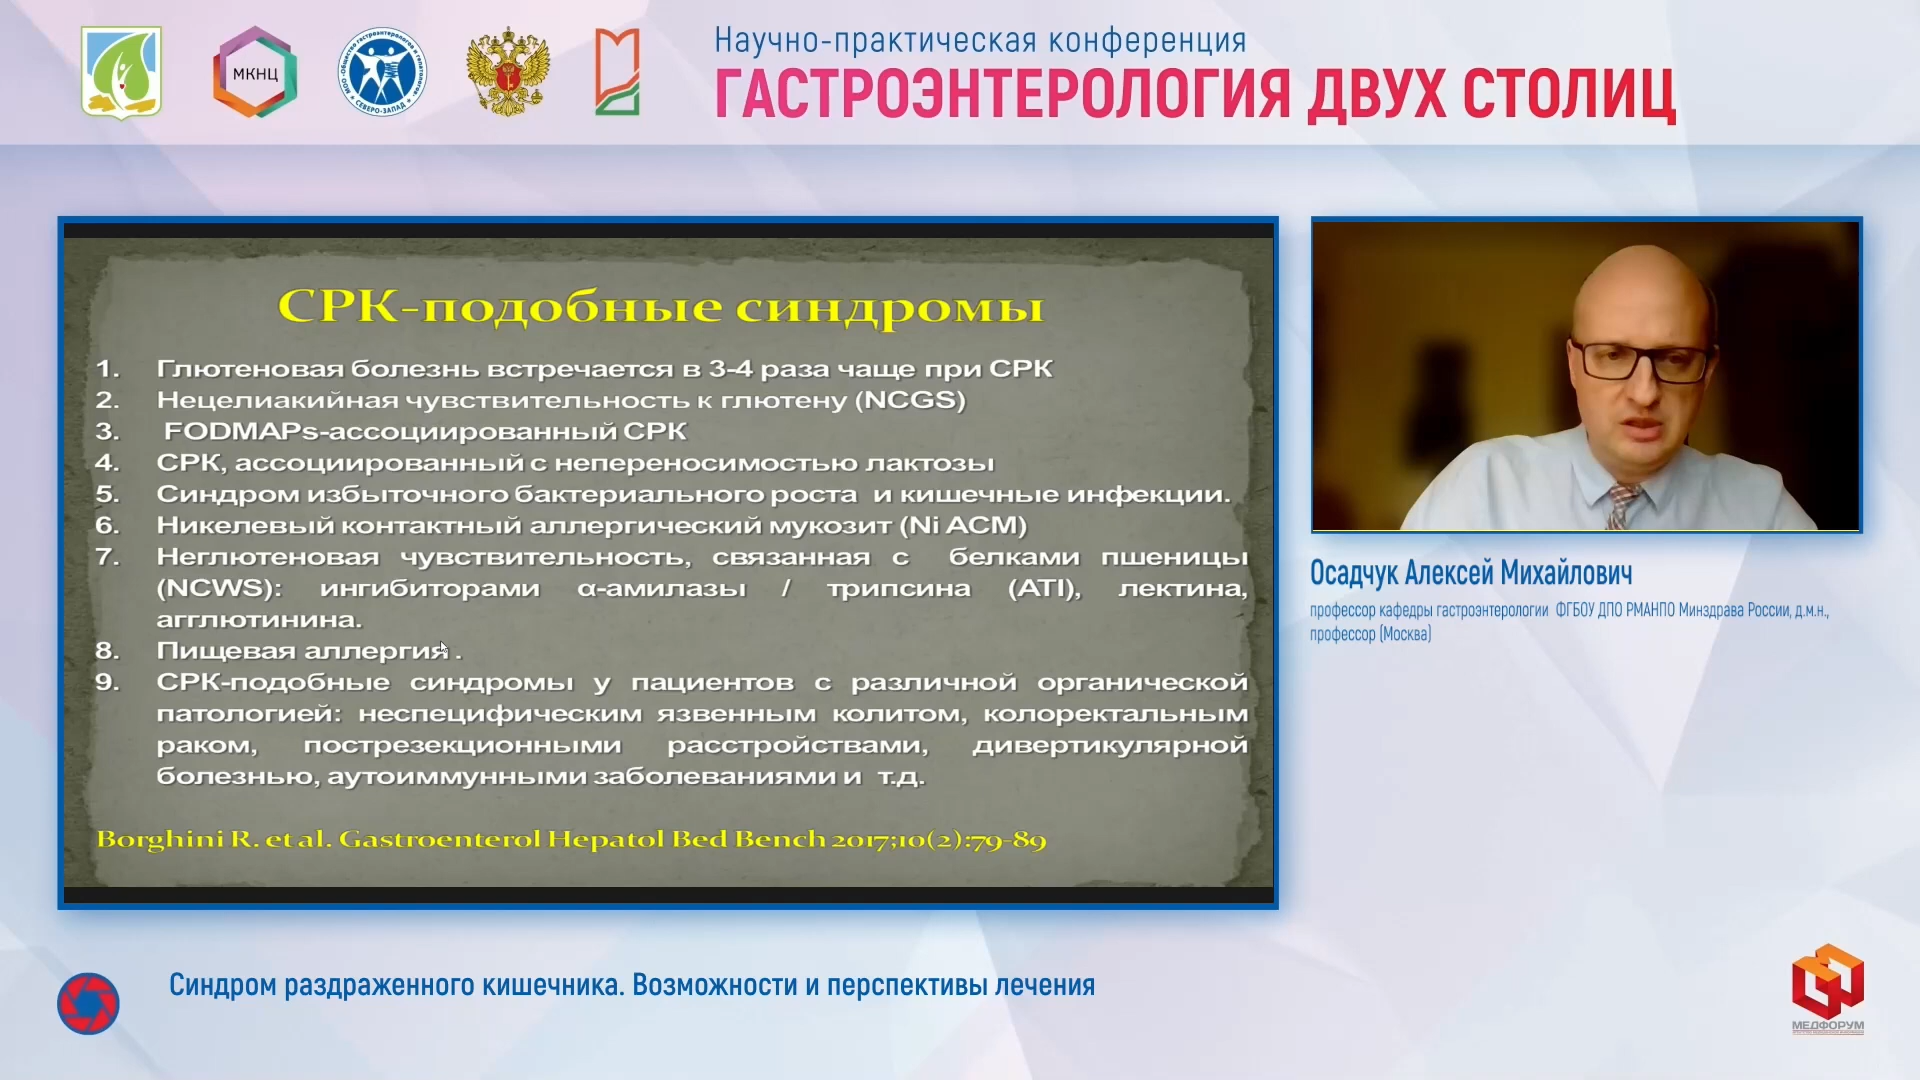 МКНЦ
МОО «Общество гастроэнтерологов и гепатологов»
СЕВЕРО-ЗАПАД
Научно-практическая конференция
ГАСТРОЭНТЕРОЛОГИЯ ДВУХ СТОЛИЦ
СРК-подобные синдромы
1. Глютеновая болезнь встречается в 3-4 раза чаще при СРК
2. Нецелиакийная чувствительность к глютену (NCGS)
3. FODMAPs-ассоциированный СРК
4. СРК, ассоциированный с непереносимостью лактозы
5. Синдром избыточного бактериального роста и кишечные инфекции.
6. Никелевый контактный аллергический мукозит (Ni ACM)
7. Неглютеновая чувствительность, связанная с белками пшеницы
(NCWS): ингибиторами α-амилазы / трипсина (ATI), лектина,
агглютинина.
8. Пищевая аллергия .
9. СРК-подобные синдромы у пациентов с различной органической
патологией: неспецифическим язвенным колитом, колоректальным
раком, пострезекционными расстройствами, дивертикулярной
болезнью, аутоиммунными заболеваниями и т.д.
Borghini R. et al. Gastroenterol Hepatol Bed Bench 2017;10(2):79-89
Осадчук Алексей Михайлович
профессор кафедры гастроэнтерологии ФГБОУ ДПО РМАНПО Минздрава России, д.м.н.,
профессор (Москва)
Синдром раздраженного кишечника. Возможности и перспективы лечения
МЕДФОРУМ